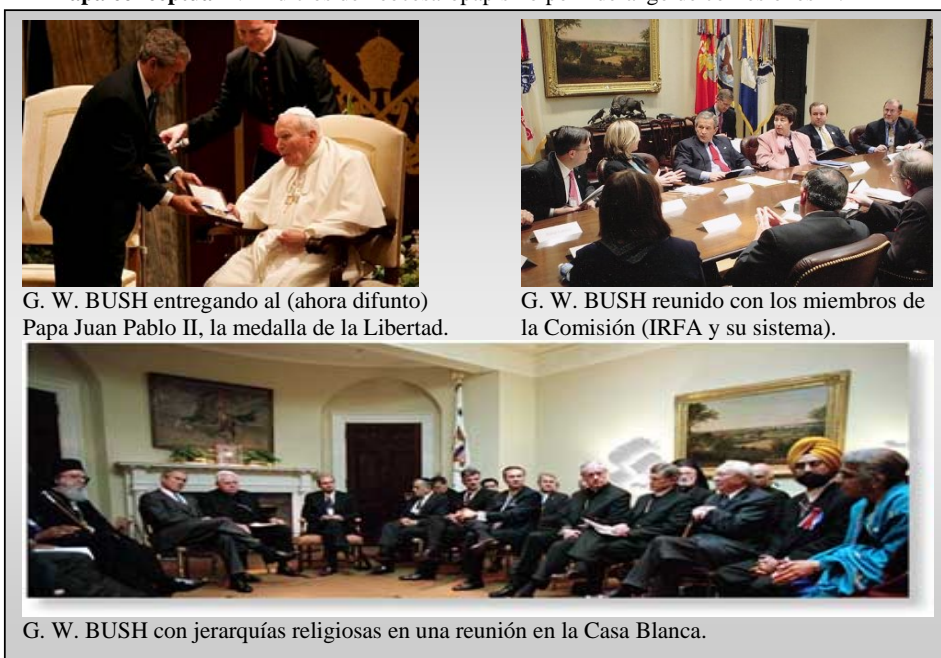 G. W. BUSH entregando al (ahora difunto)
Papa Juan Pablo II, la medalla de la Libertad.
G. W. BUSH reunido con los miembros de
la Comisión (IRFA y su sistema).
G. W. BUSH con jerarquías religiosas en una reunión en la Casa Blanca.